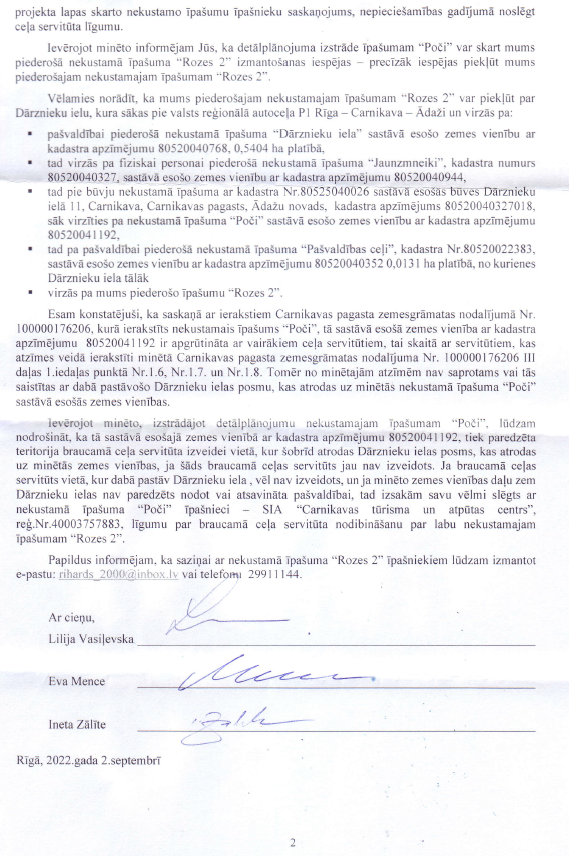 projekta lapas skarto nekustamo īpašumu īpašnieku saskaņojums, nepieciešamības gadījumā noslēgt
ceļa servitūta līgumu.
Ievērojot minēto informējam Jūs, ka detālplānojuma izstrāde īpašumam “Poči” var skart mums
piederošā nekustamā īpašuma “Rozes 2” izmantošanas iespējas – precīzāk iespējas piekļūt mums
piederošajam nekustamajam īpašumam “Rozes 2”.
Vēlamies norādīt, ka mums piederošajam nekustamajam īpašumam “Rozes 2” var piekļūt par
Dārznieku ielu, kura sākas pie valsts reģionālā autoceļa P1 Rīga – Carnikava – Ādaži un virzās pa:
▪ pašvaldībai piederošā nekustamā īpašuma “Dārznieku iela” sastāvā esošo zemes vienību ar
kadastra apzīmējumu 80520040768, 0,5404 ha platībā,
▪ tad virzās pa fiziskai personai piederošā nekustamā īpašuma “Jaunzmneiki”, kadastra numurs
80520040327, sastāvā esošo zemes vienību ar kadastra apzīmējumu 80520040944,
▪ tad pie būvju nekustamā īpašuma ar kadastra Nr.80525040026 sastāvā esošās būves Dārznieku
ielā 11, Carnikava, Carnikavas pagasts, Ādažu novads, kadastra apzīmējums 80520040327018,
sāk virzīties pa nekustamā īpašuma “Poči” sastāvā esošo zemes vienību ar kadastra apzīmējumu
80520041192,
▪ tad pa pašvaldībai piederošā nekustamā īpašuma “Pašvaldības ceļi”, kadastra Nr.80520022383,
sastāvā esošo zemes vienību ar kadastra apzīmējumu 80520040352 0,0131 ha platībā, no kurienes
Dārznieku iela tālāk
▪ virzās pa mums piederošo īpašumu “Rozes 2”.
Esam konstatējuši, ka saskaņā ar ierakstiem Carnikavas pagasta zemesgrāmatas nodalījumā Nr.
100000176206, kurā ierakstīts nekustamais īpašums “Poči”, tā sastavā esošā zemes vienība ar kadastra
apzīmējumu 80520041192 ir apgrūtināta ar vairākiem ceļa servitūtiem, tai skaitā ar servitūtiem, kas
atzīmes veidā ierakstīti minētā Carnikavas pagasta zemesgrāmatas nodalījuma Nr. 100000176206 III
daļas 1.iedaļas punktā Nr.1.6, Nr.1.7. un Nr.1.8. Tomēr no minētajām atzīmēm nav saprotams vai tās
saistītas ar dabā pastāvošo Dārznieku ielas posmu, kas atrodas uz minētās nekustamā īpašuma “Poči”
sastāvā esošās zemes vienības.
Ievērojot minēto, izstrādājot detālplānojumu nekustamajam īpašumam “Poči”, lūdzam
nodrošināt, ka tā sastāvā esošajā zemes vienībā ar kadastra apzīmējumu 80520041192, tiek paredzēta
teritorija braucamā ceļa servitūta izveidei vietā, kur šobrīd atrodas Dārznieku ielas posms, kas atrodas
uz minētās zemes vienības, ja šāds braucamā ceļas servitūts jau nav izveidots. Ja braucamā ceļas
servitūts vietā, kur dabā pastāv Dārznieku iela , vēl nav izveidots, un ja minēto zemes vienības daļu zem
Dārznieku ielas nav paredzēts nodot vai atsavināta pašvaldībai, tad izsakām savu vēlmi slēgts ar
nekustamā īpašuma “Poči” īpašnieci – SIA “Carnikavas tūrisma un atpūtas centrs”,
reģ.Nr.40003757883, līgumu par braucamā ceļa servitūta nodibināšanu par labu nekustamajam
īpašumam “Rozes 2”.
Papildus informējam, ka saziņai ar nekustamā īpašuma “Rozes 2” īpašniekiem lūdzam izmantot
e-pastu: rihards_2000@inbox.lv vai telefonu 29911144.
Ar cieņu,
Lilija Vasiļevska
Eva Mence
Ineta Zālīte
Rīgā, 2022.gada 2.septembrī
2